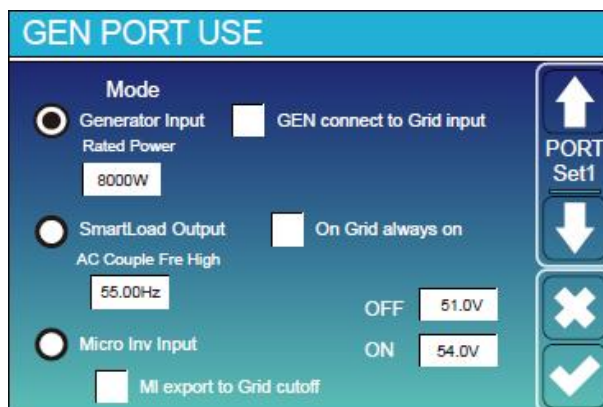 GEN PORT USE
Mode
Generator Input GEN connect to Grid input
Rated Power
8000W
PORT
Set1
SmartLoad Output On Grid always on
AC Couple Fre High
55.00Hz
OFF 51.0V
Micro Inv Input ON 54.0V
MI export to Grid cutoff